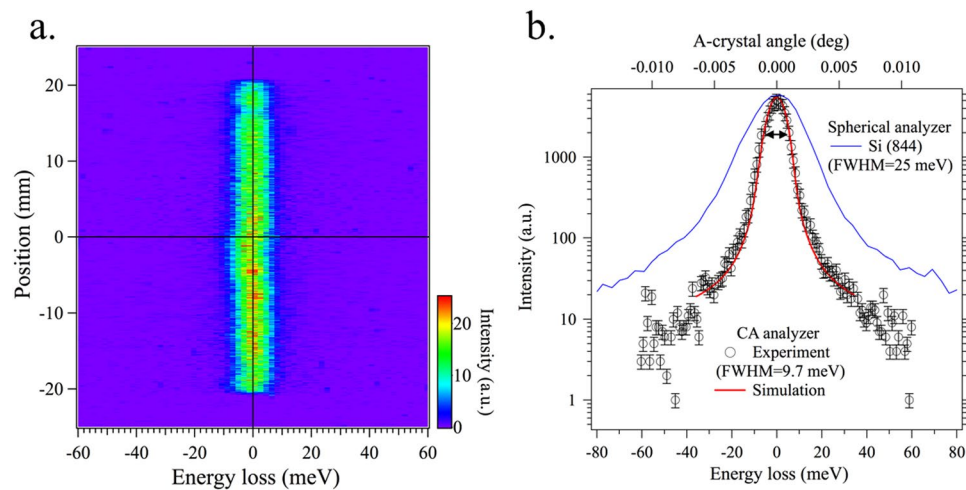 a.
20
10
0
-10
-20
Position (mm)
-60
-40
-20
0
20
40
60
Energy loss (meV)
20
10
0
Intensity (a.u.)
b.
A-crystal angle (deg)
-0.010
-0.005
0.000
0.005
0.010
1000
100
10
1
Intensity (a.u.)
Spherical analyzer
Si (844)
(FWHM=25 meV)
CA analyzer
Experiment
(FWHM=9.7 meV)
Simulation
-80
-60
-40
-20
0
20
40
60
80
Energy loss (meV)